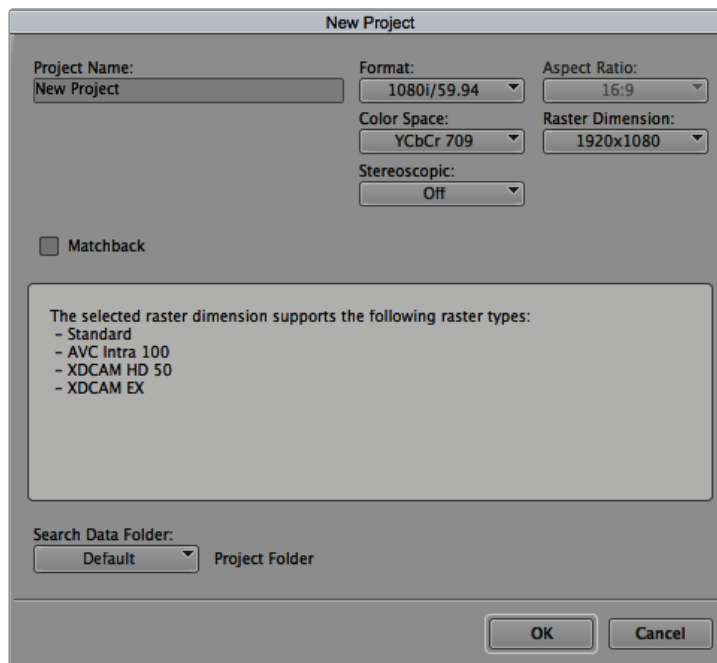 New Project
Project Name:
New Project
Format:
1080i/59.94
Aspect Ratio:
16:9
Color Space:
YCbCr 709
Raster Dimension:
1920x1080
Stereoscopic:
Off
Matchback
The selected raster dimension supports the following raster types:
- Standard
- AVC Intra 100
- XDCAM HD 50
- XDCAM EX
Search Data Folder:
Default
Project Folder
OK
Cancel